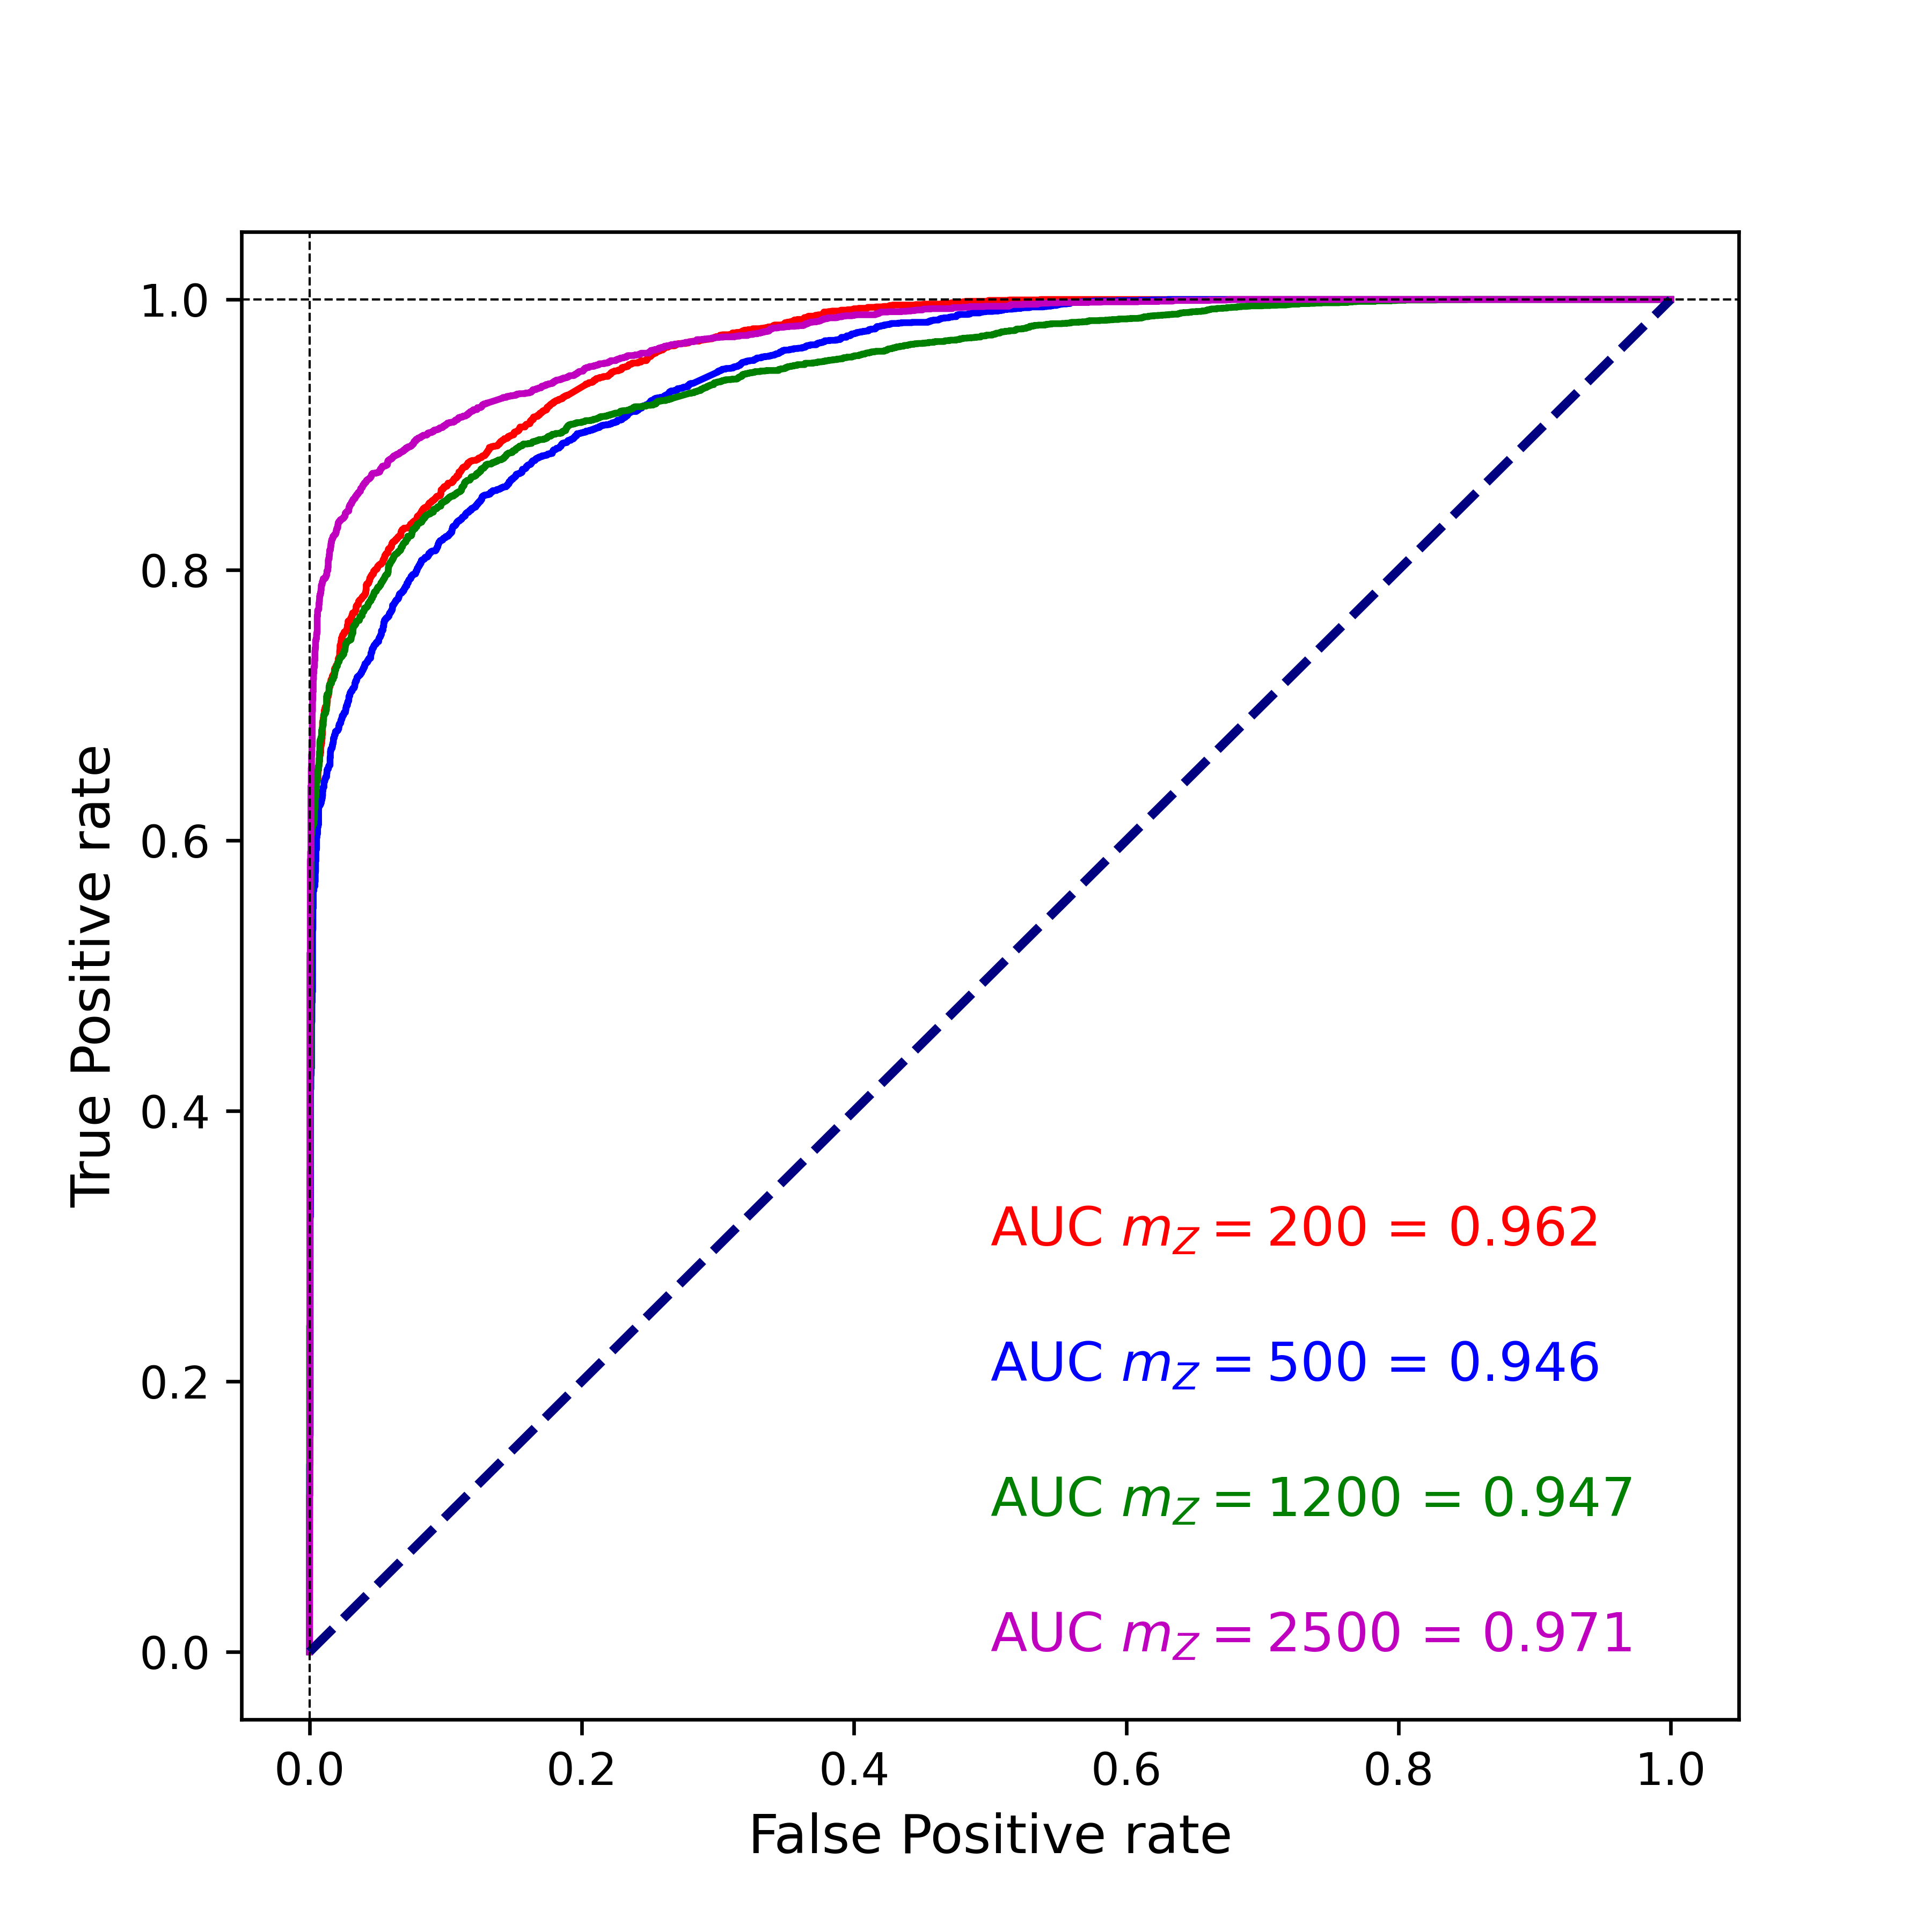 1.0
0.8
0.6
0.4
0.2
0.0
True Positive rate
AUC m_Z = 200 = 0.962
AUC m_Z = 500 = 0.946
AUC m_Z = 1200 = 0.947
AUC m_Z = 2500 = 0.971
0.0 0.2 0.4 0.6 0.8 1.0
False Positive rate